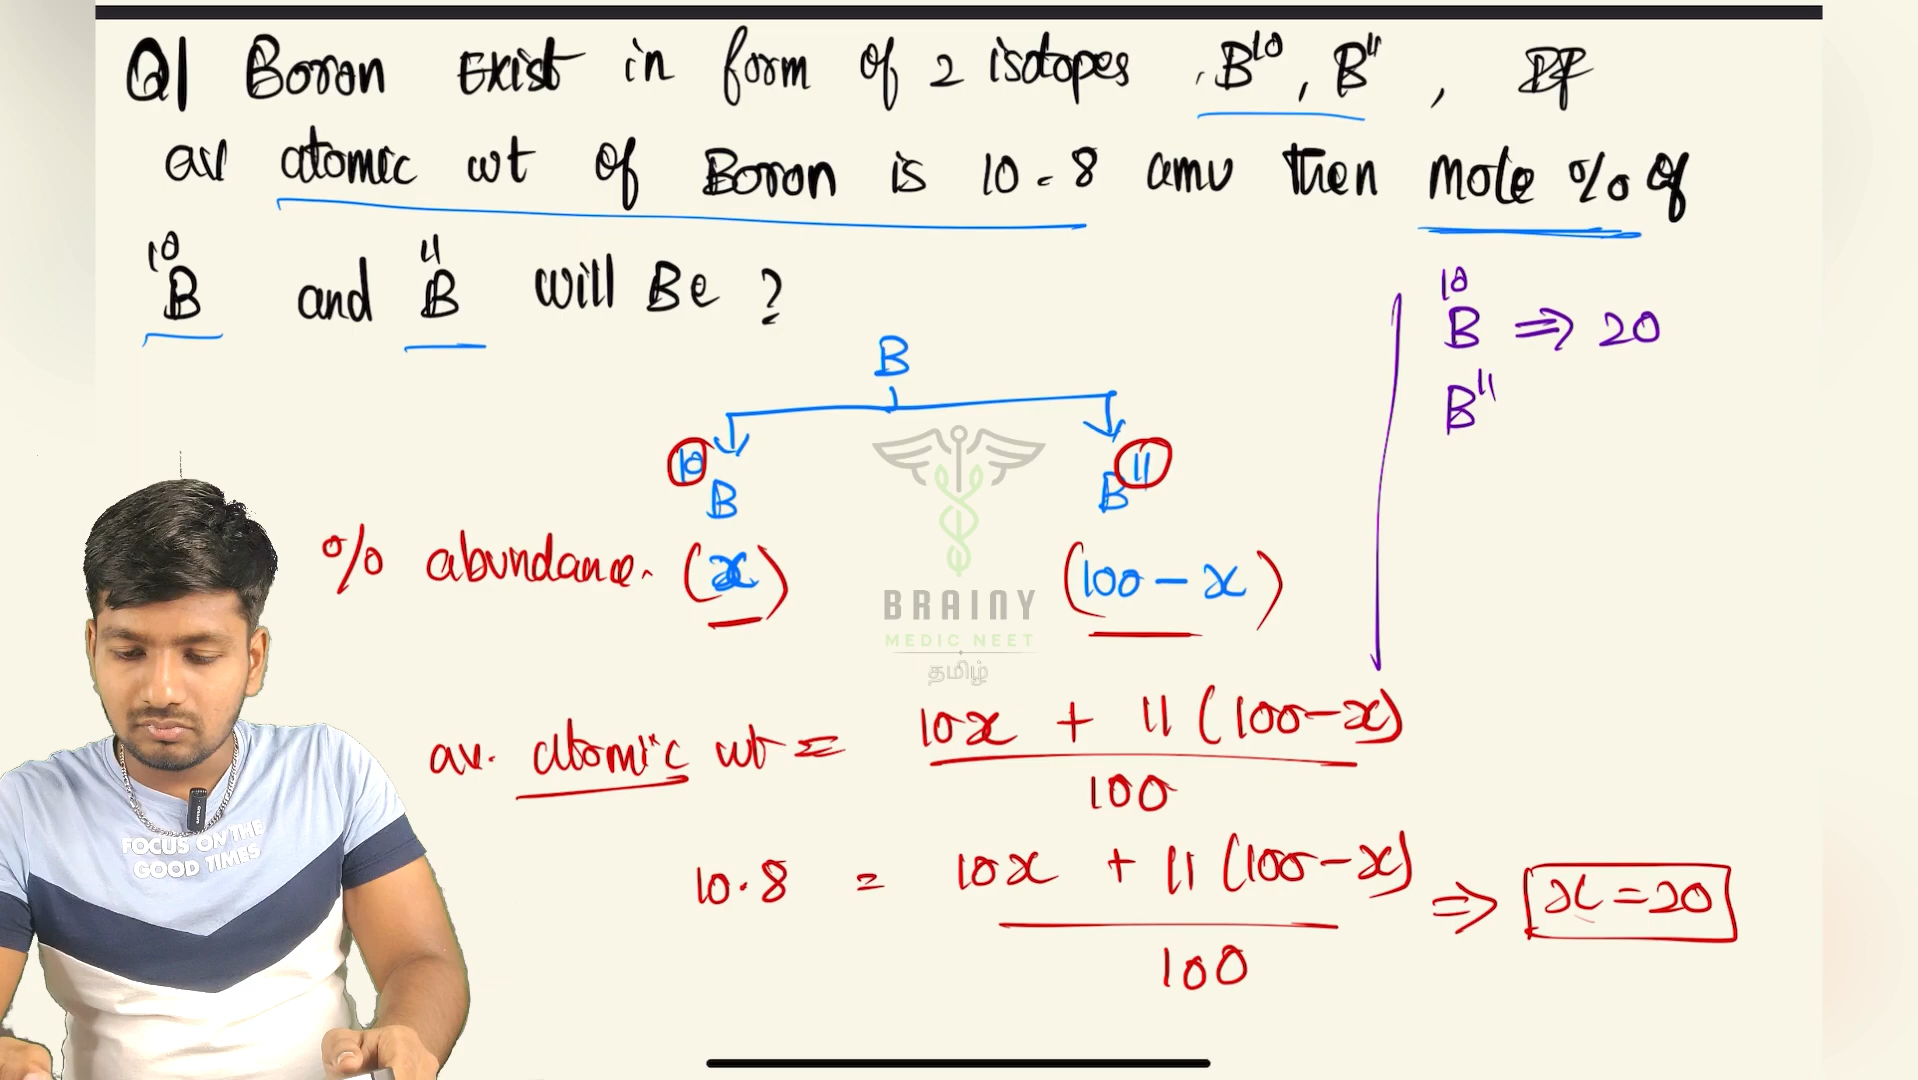 Q1 Boron Exist in form of 2 isotopes, B¹⁰, B¹¹, If
av atomic wt of Boron is 10.8 amu then mole % of
¹⁰B and ¹¹B will Be ?
¹⁰B ⇒ 20
B¹¹
B
¹⁰B B¹¹
% abundance. (x) (100 - x)
BRAINY
MEDIC NEET
தமிழ்
av. atomic wt = 10x + 11 (100-x)
100
10.8 = 10x + 11 (100-x) ⇒ x = 20
100
FOCUS ON THE
GOOD TIMES